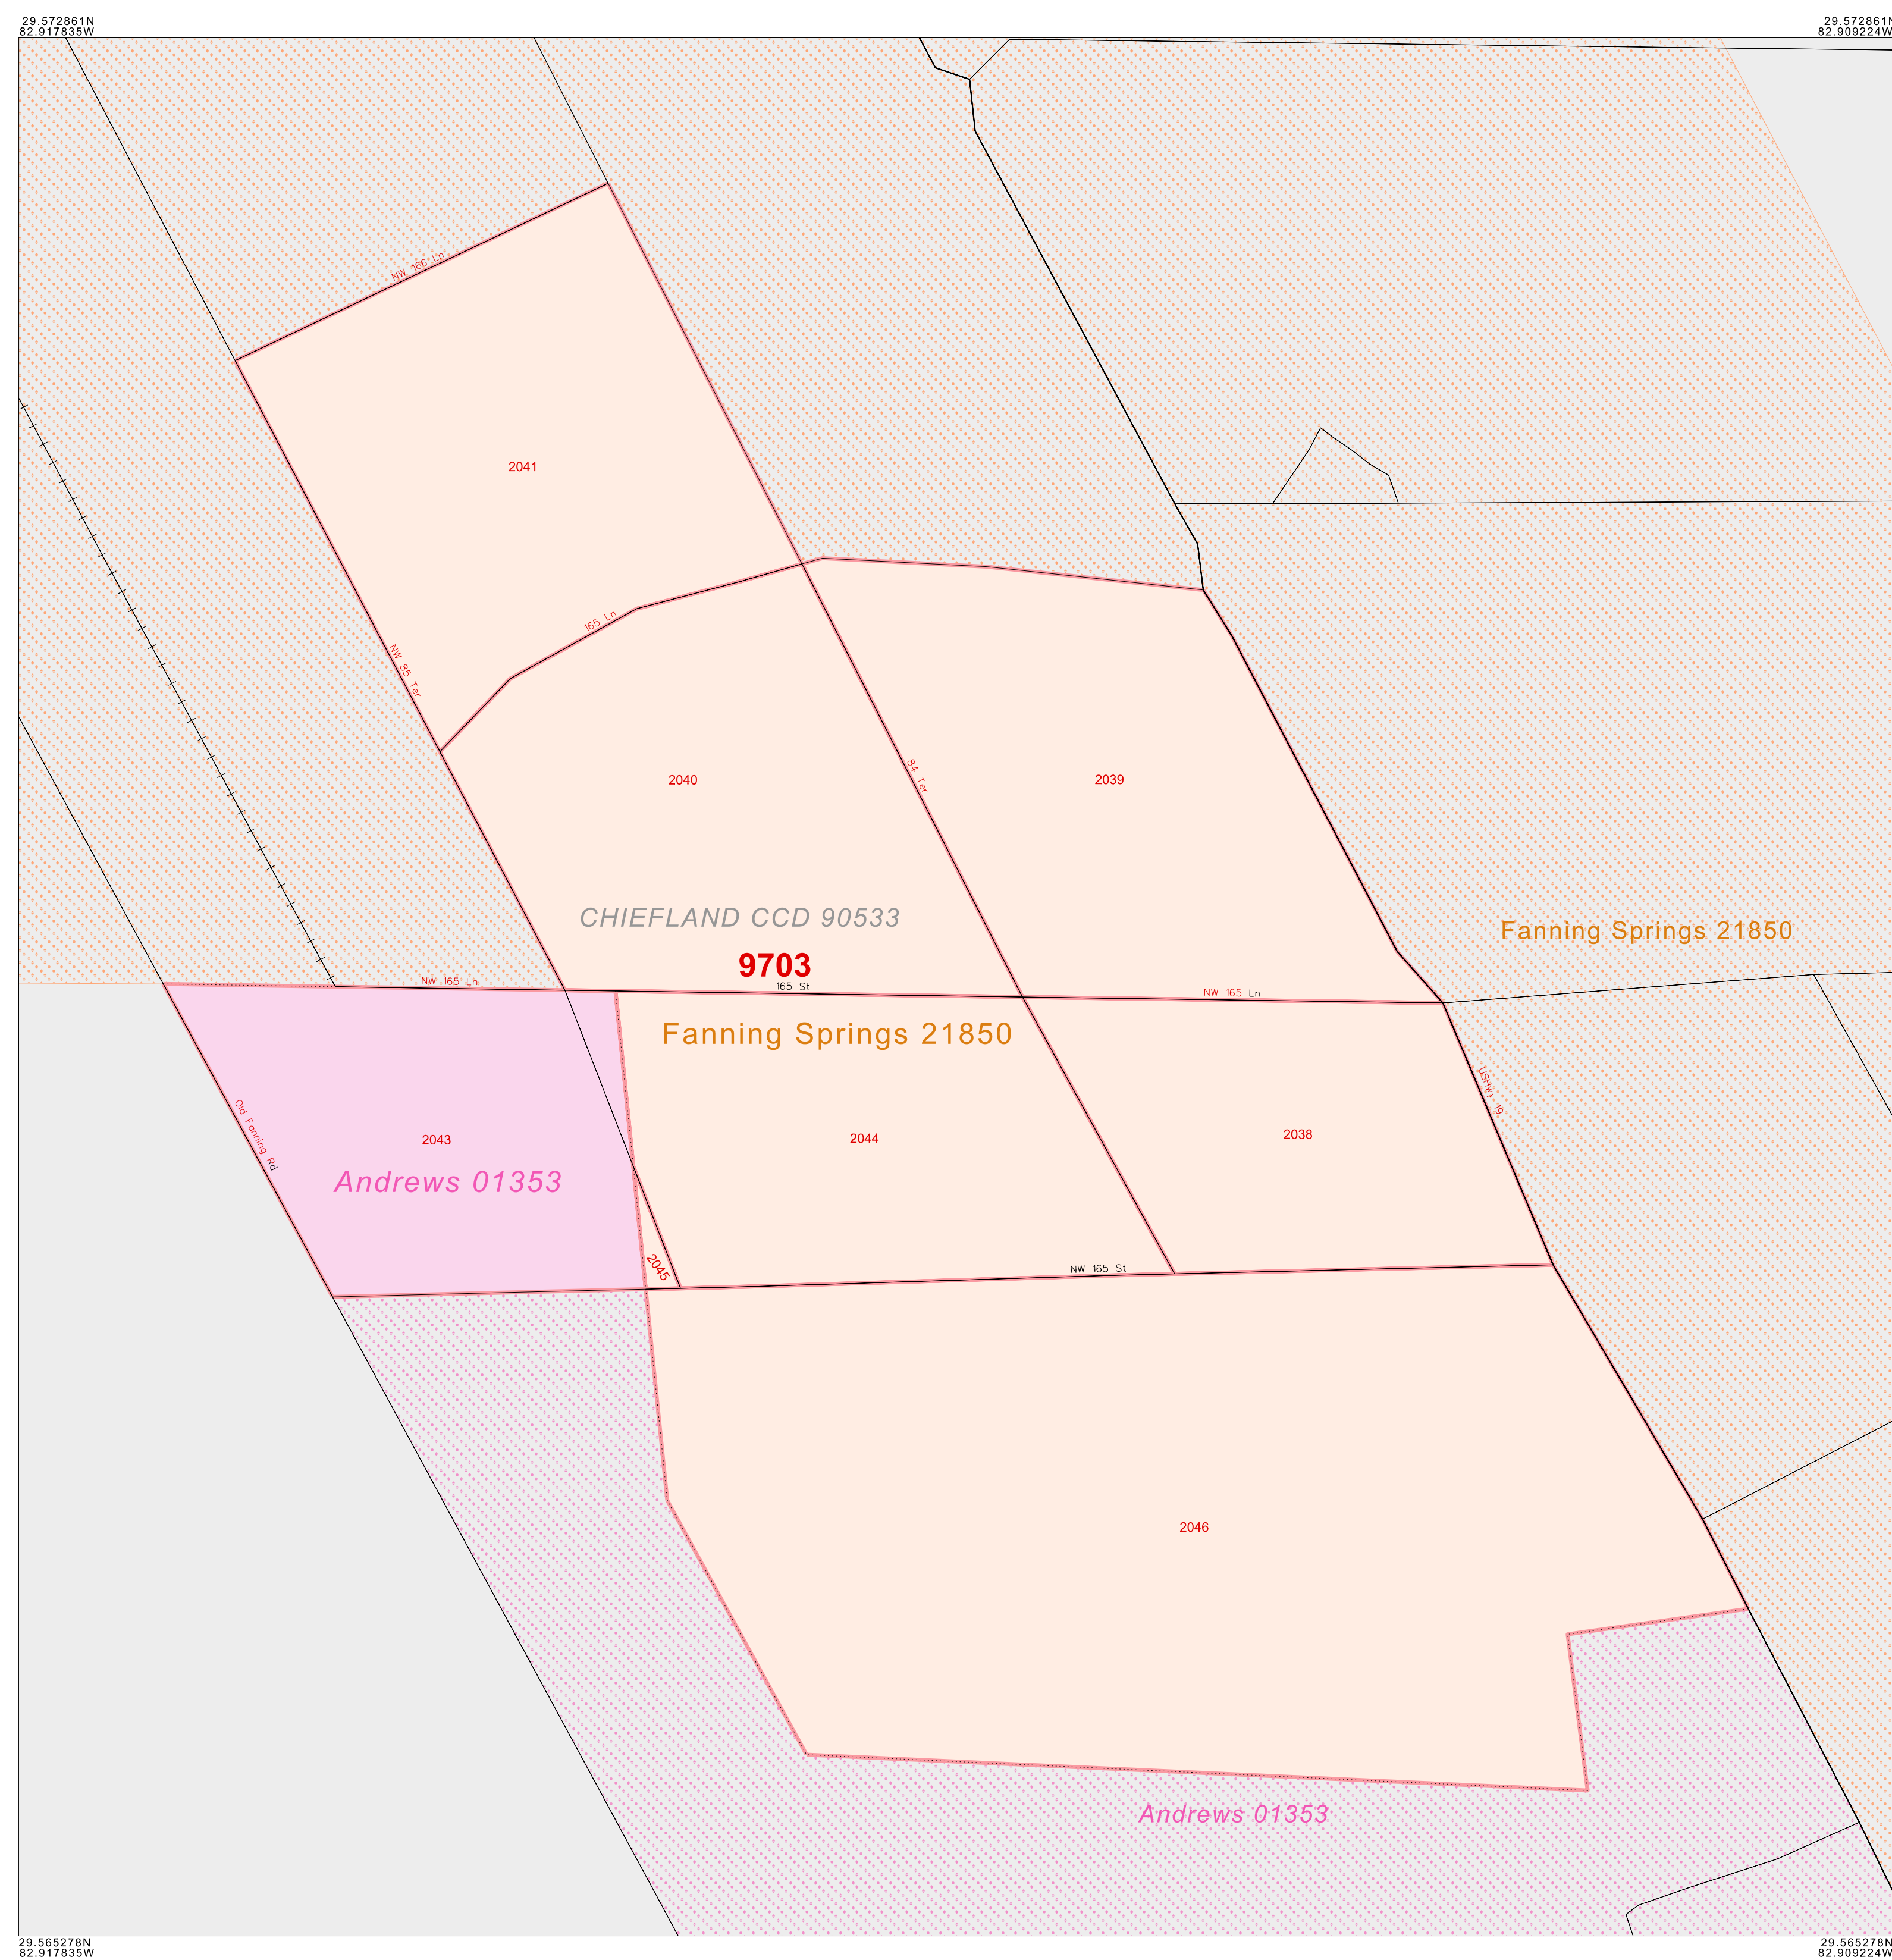 29.572861N
82.917835W
29.572861N
82.909224W
NW 166 Ln
2041
165 Ln
NW 85 Ter
84 Ter
2040
2039
CHIEFLAND CCD 90533
9703
Fanning Springs 21850
NW 165 Ln
165 St
NW 165 Ln
Fanning Springs 21850
USHwy 19
Old Fanning Rd
2043
2044
2038
Andrews 01353
2045
NW 165 St
2046
Andrews 01353
29.565278N
82.917835W
29.565278N
82.909224W